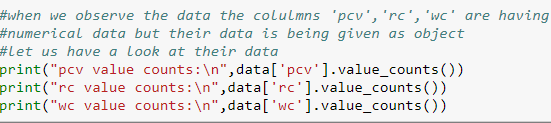 #when we observe the data the colulmns 'pcv','rc','wc' are having
#numerical data but their data is being given as object
#let us have a look at their data
print("pcv value counts:\n",data['pcv'].value_counts())
print("rc value counts:\n",data['rc'].value_counts())
print("wc value counts:\n",data['wc'].value_counts())